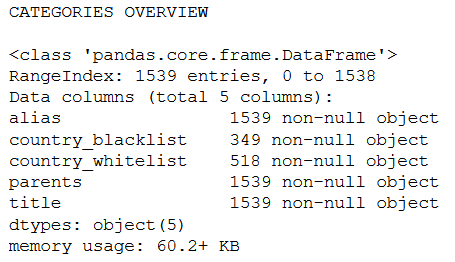 CATEGORIES OVERVIEW
<class 'pandas.core.frame.DataFrame'>
RangeIndex: 1539 entries, 0 to 1538
Data columns (total 5 columns):
alias                1539 non-null object
country_blacklist    349 non-null object
country_whitelist    518 non-null object
parents              1539 non-null object
title                1539 non-null object
dtypes: object(5)
memory usage: 60.2+ KB